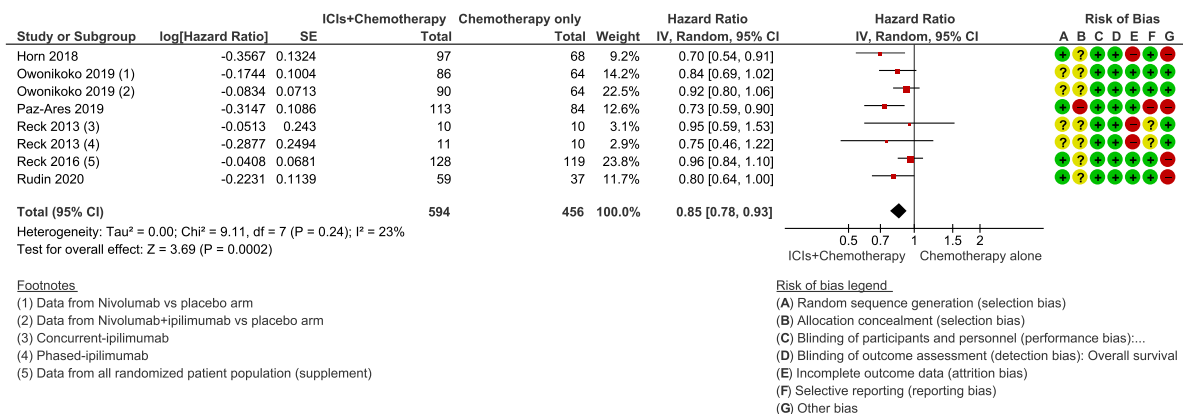 ICIs+Chemotherapy Chemotherapy only Hazard Ratio Hazard Ratio Risk of Bias
Study or Subgroup log[Hazard Ratio] SE Total Total Weight IV, Random, 95% CI IV, Random, 95% CI A B C D E F G
Horn 2018 -0.3567 0.1324 97 68 9.2% 0.70 [0.54, 0.91] + ? + + − + −
Owonikoko 2019 (1) -0.1744 0.1004 86 64 14.2% 0.84 [0.69, 1.02] ? ? + + + + +
Owonikoko 2019 (2) -0.0834 0.0713 90 64 22.5% 0.92 [0.80, 1.06] ? ? + + + + +
Paz-Ares 2019 -0.3147 0.1086 113 84 12.6% 0.73 [0.59, 0.90] + − + + + − −
Reck 2013 (3) -0.0513 0.243 10 10 3.1% 0.95 [0.59, 1.53] ? ? + + − ? +
Reck 2013 (4) -0.2877 0.2494 11 10 2.9% 0.75 [0.46, 1.22] ? ? + + − ? +
Reck 2016 (5) -0.0408 0.0681 128 119 23.8% 0.96 [0.84, 1.10] + ? + + + + −
Rudin 2020 -0.2231 0.1139 59 37 11.7% 0.80 [0.64, 1.00] + ? + + + + −
Total (95% CI) 594 456 100.0% 0.85 [0.78, 0.93]
Heterogeneity: Tau² = 0.00; Chi² = 9.11, df = 7 (P = 0.24); I² = 23%
Test for overall effect: Z = 3.69 (P = 0.0002)
0.5 0.7 1 1.5 2
ICIs+Chemotherapy Chemotherapy alone
Footnotes
(1) Data from Nivolumab vs placebo arm
(2) Data from Nivolumab+ipilimumab vs placebo arm
(3) Concurrent-ipilimumab
(4) Phased-ipilimumab
(5) Data from all randomized patient population (supplement)
Risk of bias legend
(A) Random sequence generation (selection bias)
(B) Allocation concealment (selection bias)
(C) Blinding of participants and personnel (performance bias):...
(D) Blinding of outcome assessment (detection bias): Overall survival
(E) Incomplete outcome data (attrition bias)
(F) Selective reporting (reporting bias)
(G) Other bias